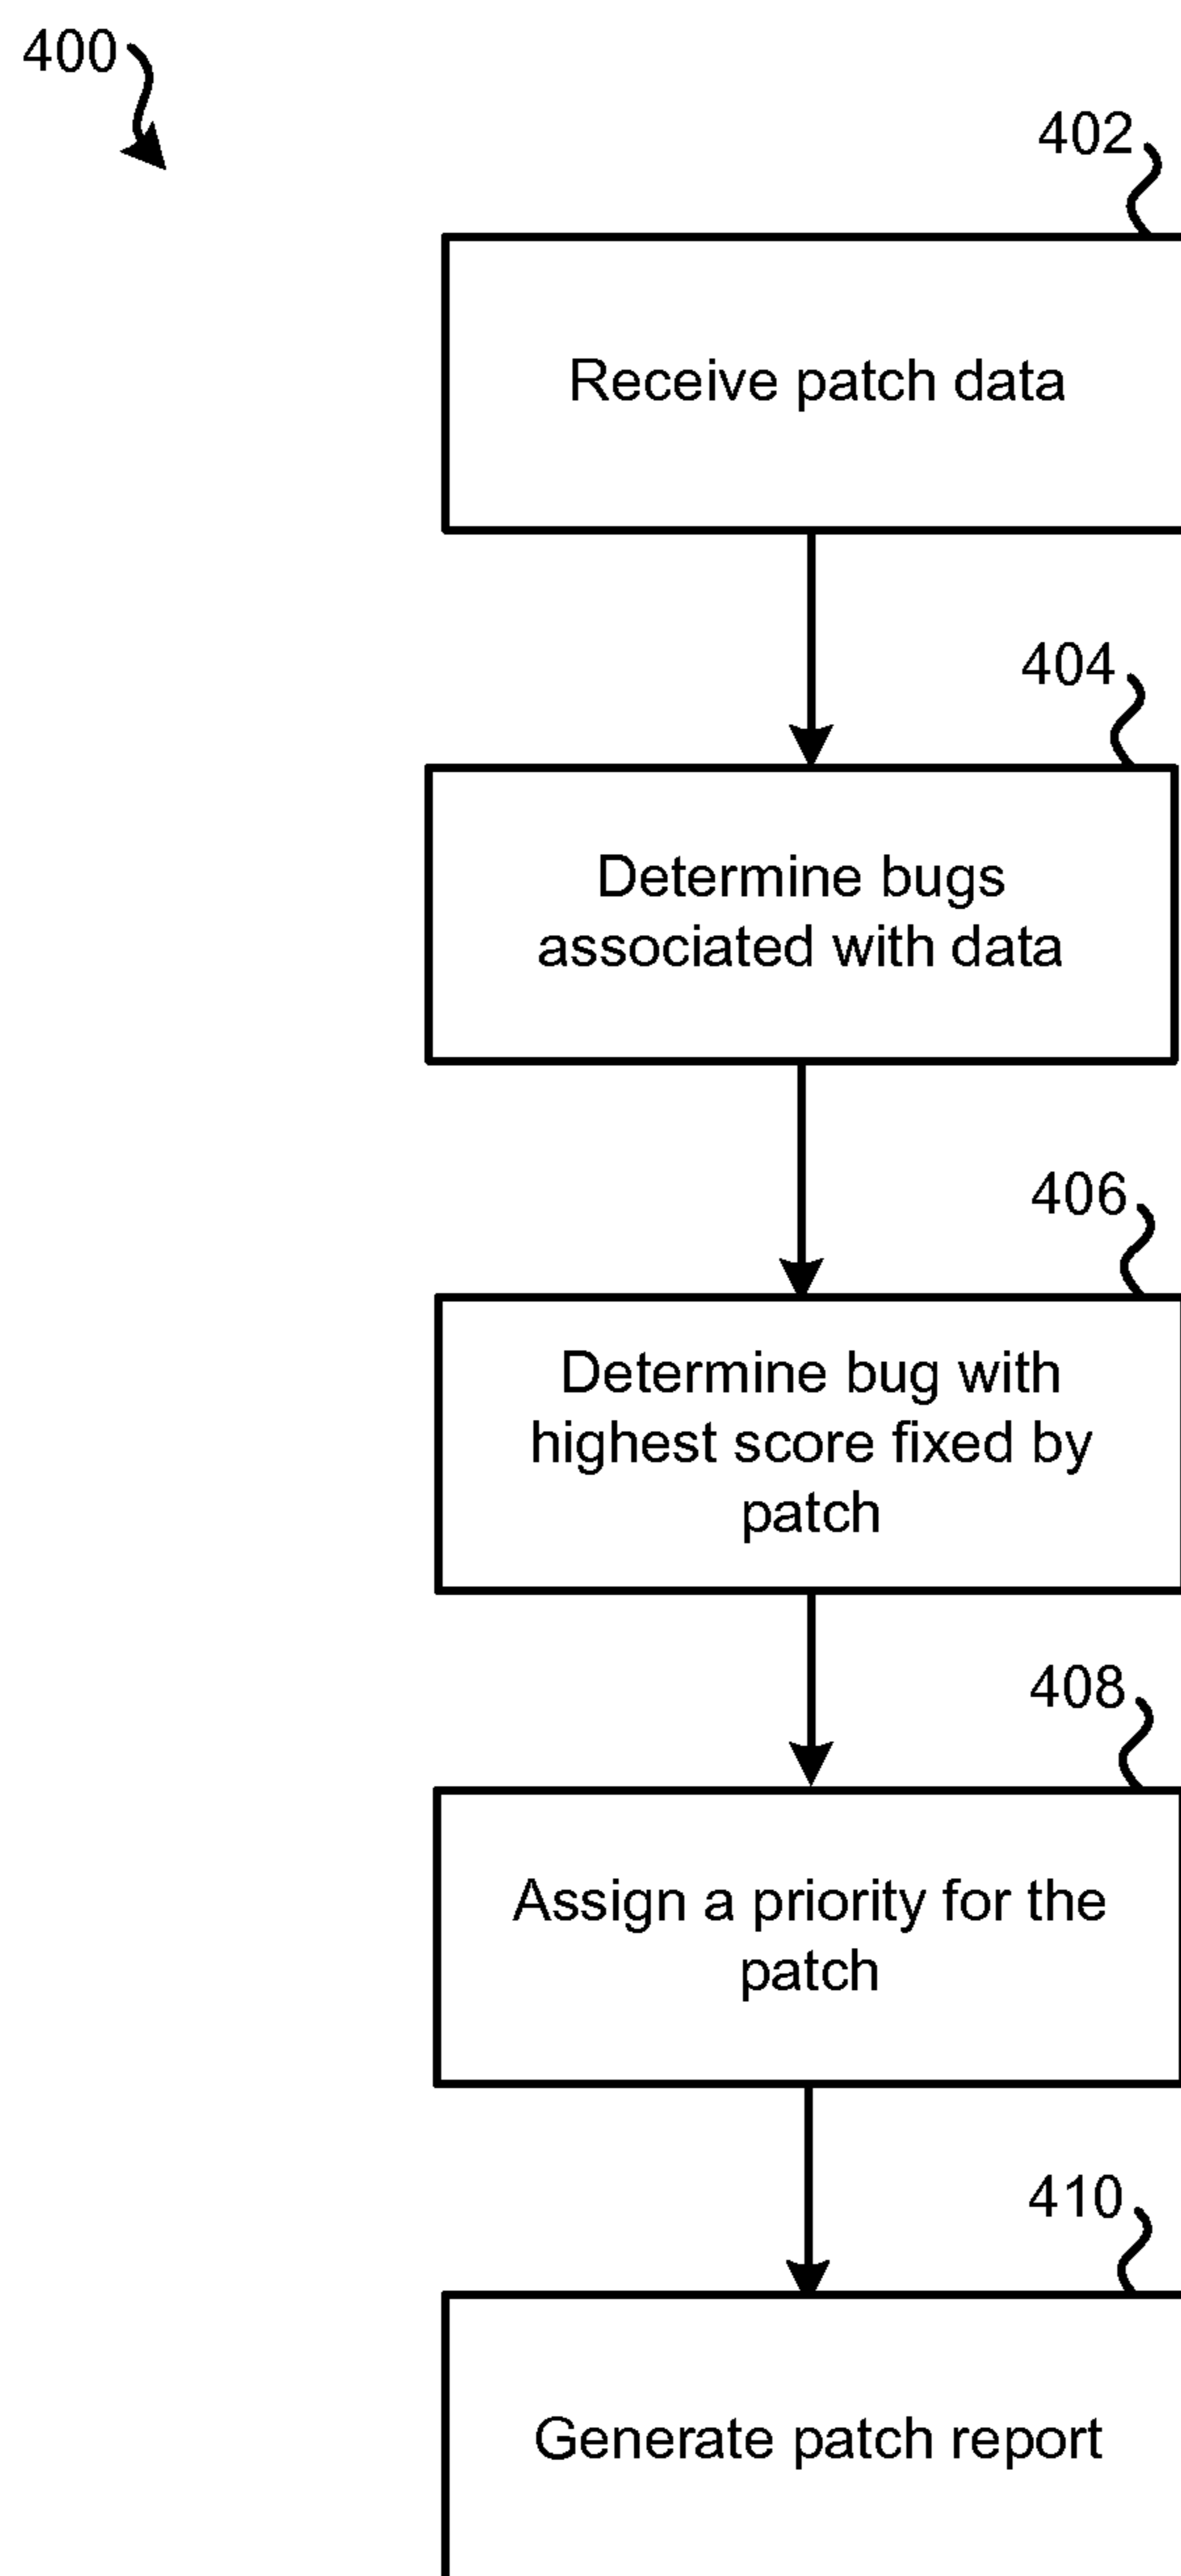 400
402
Receive patch data
404
Determine bugs
associated with data
406
Determine bug with
highest score fixed by
patch
408
Assign a priority for the
patch
410
Generate patch report